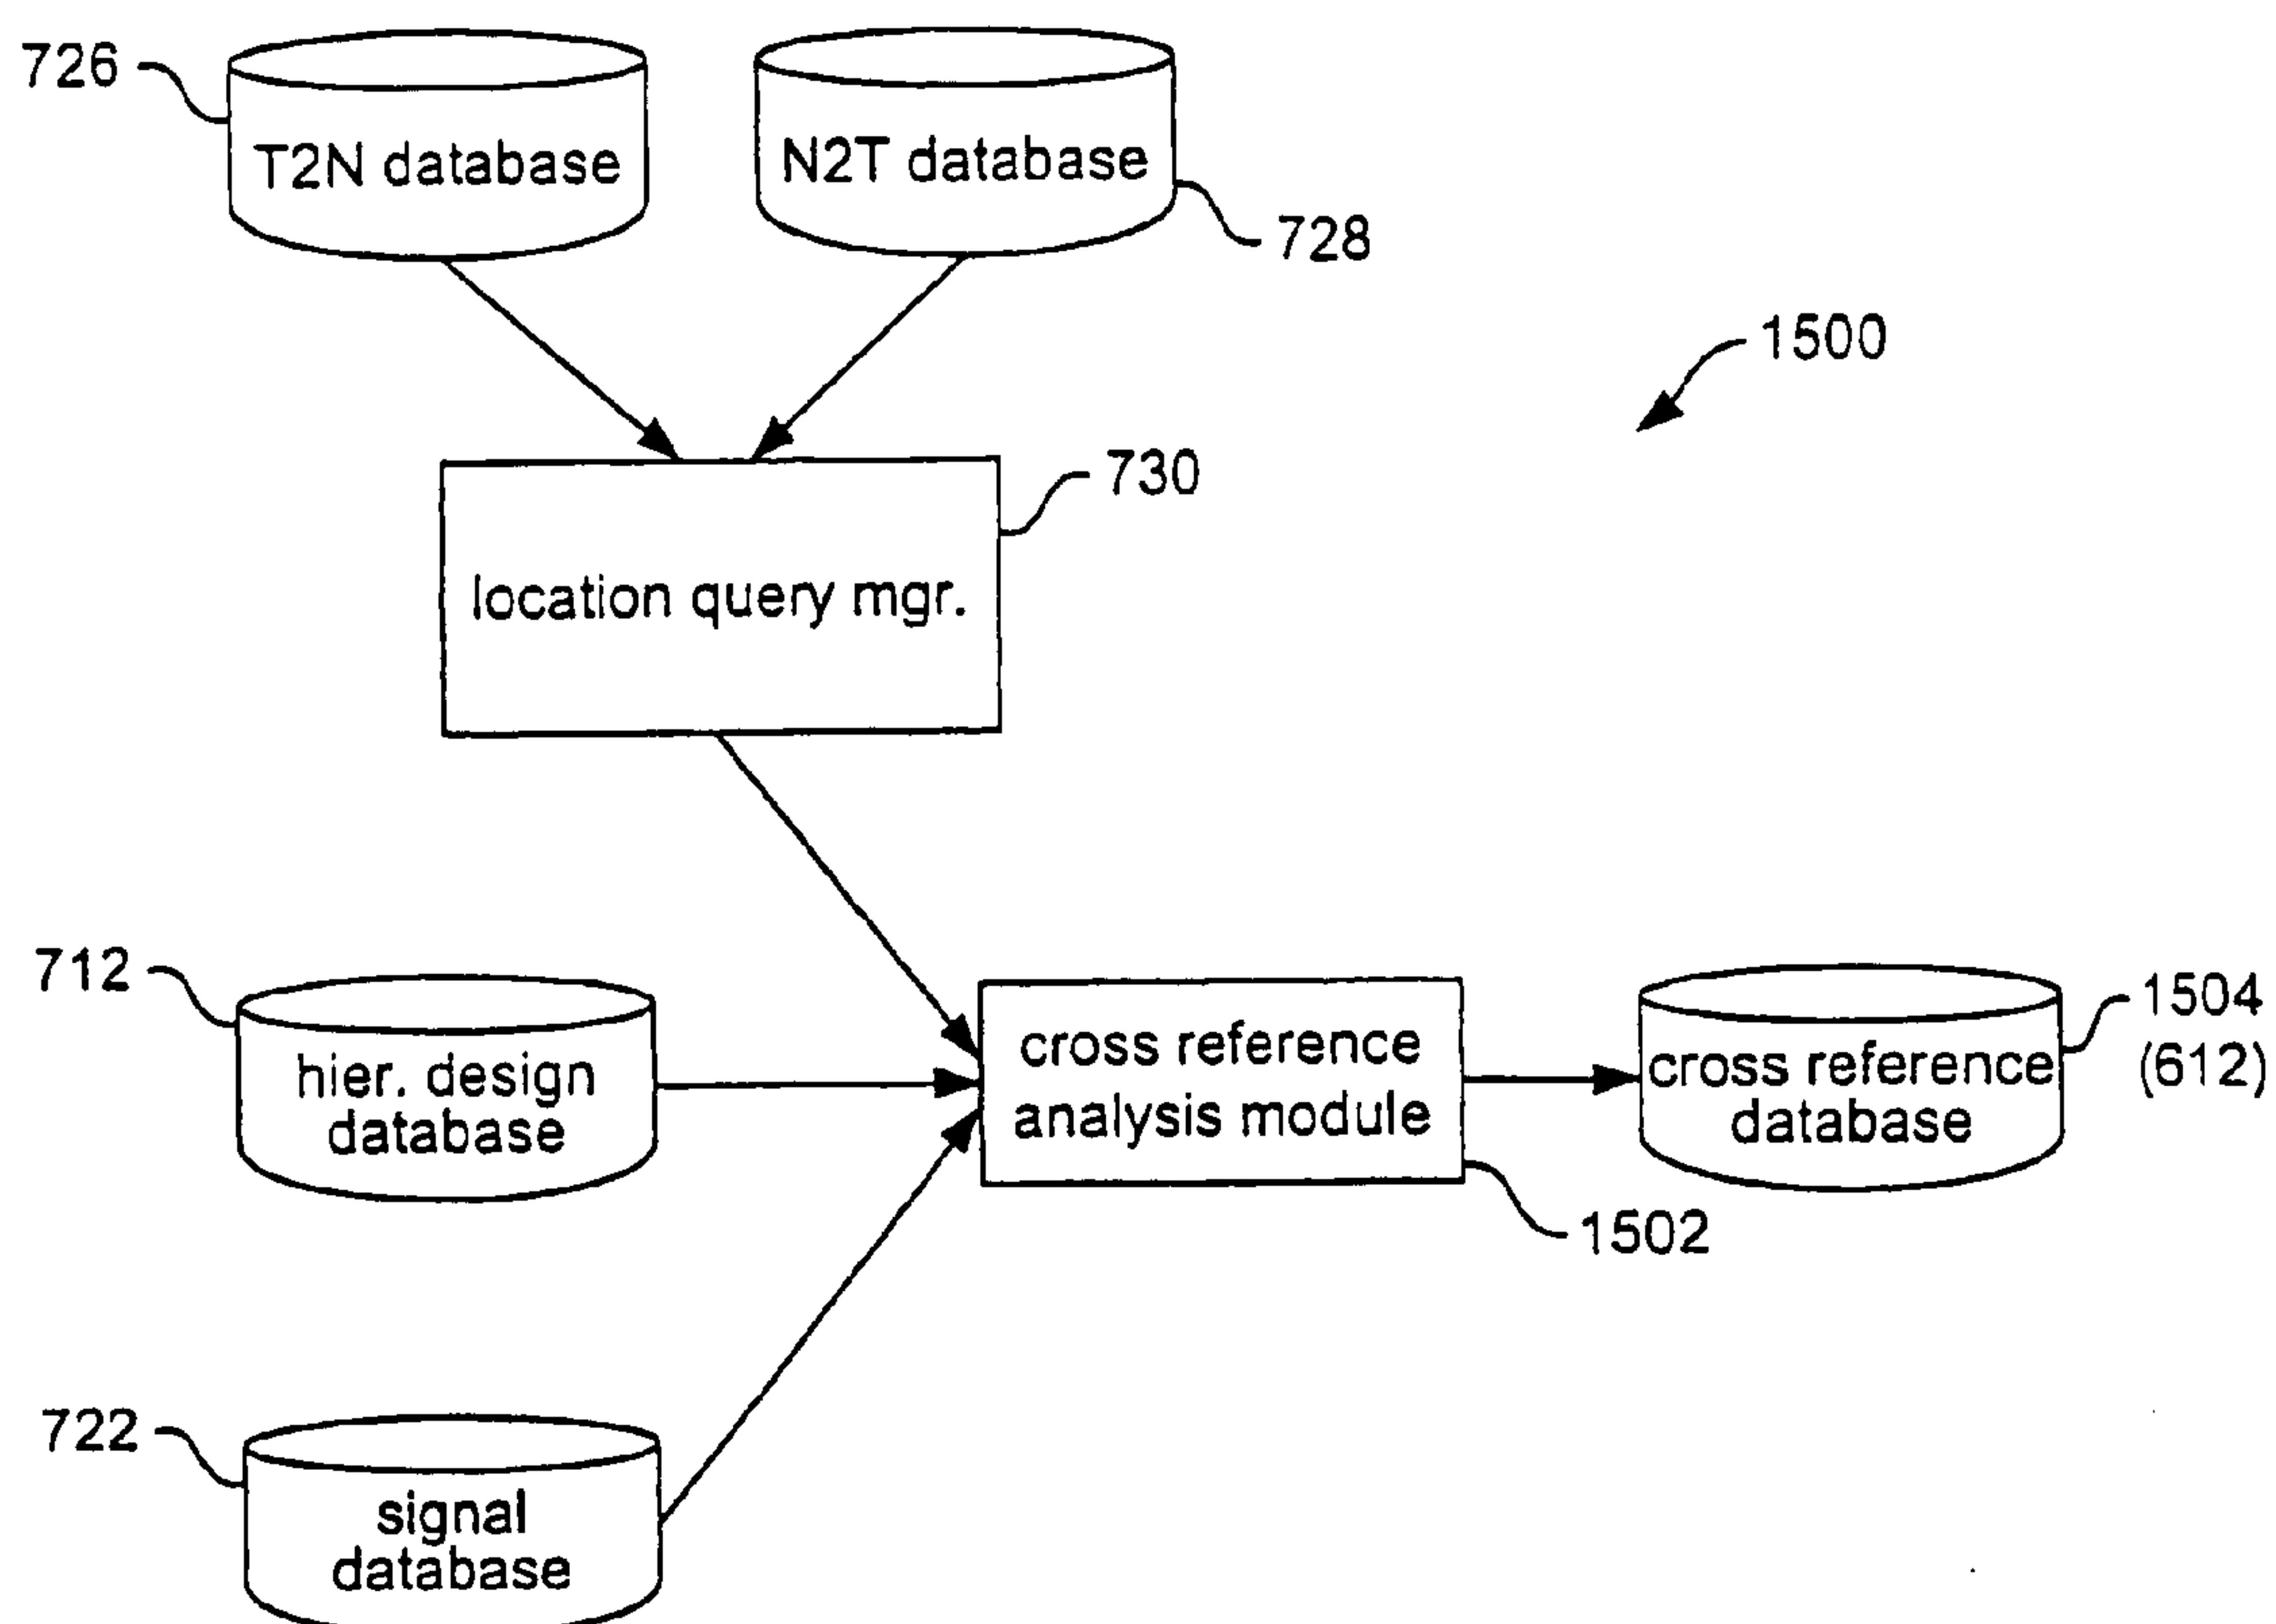 726
T2N database
N2T database
728
1500
730
location query mgr.
712
hier. design
database
cross reference
analysis module
1502
cross reference
database
1504
(612)
722
signal
database